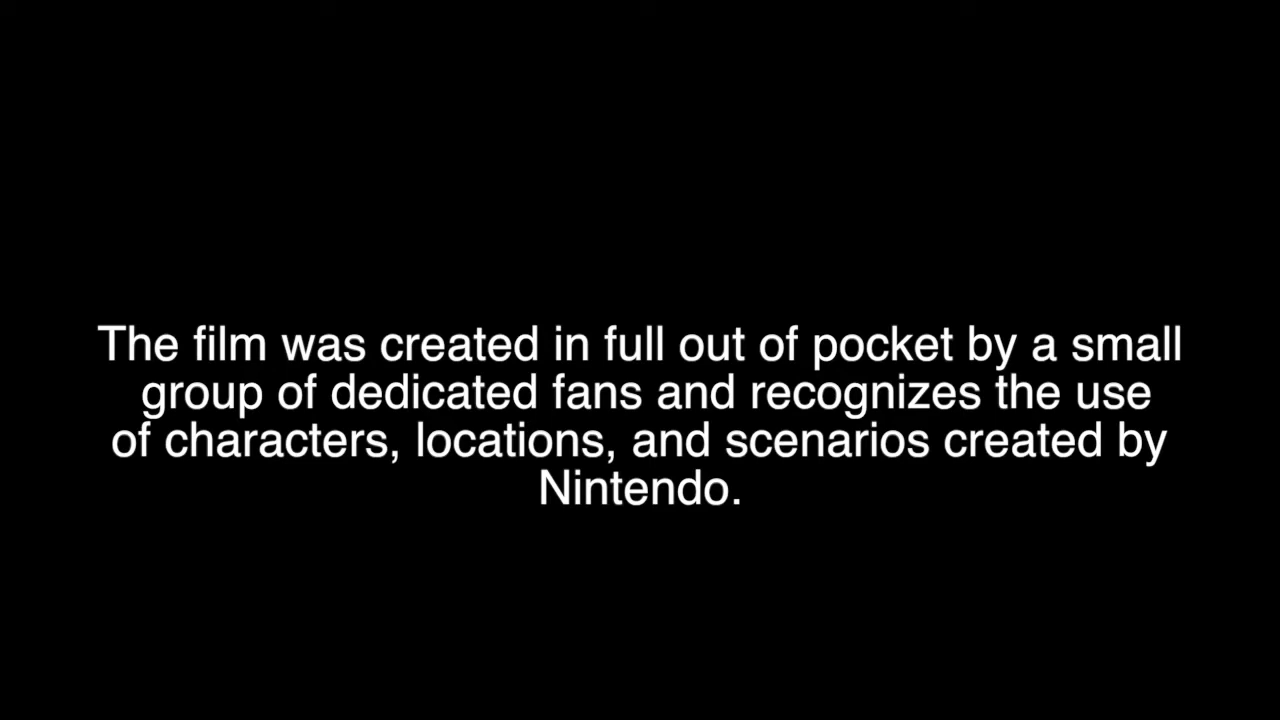 The film was created in full out of pocket by a small
group of dedicated fans and recognizes the use
of characters, locations, and scenarios created by
Nintendo.